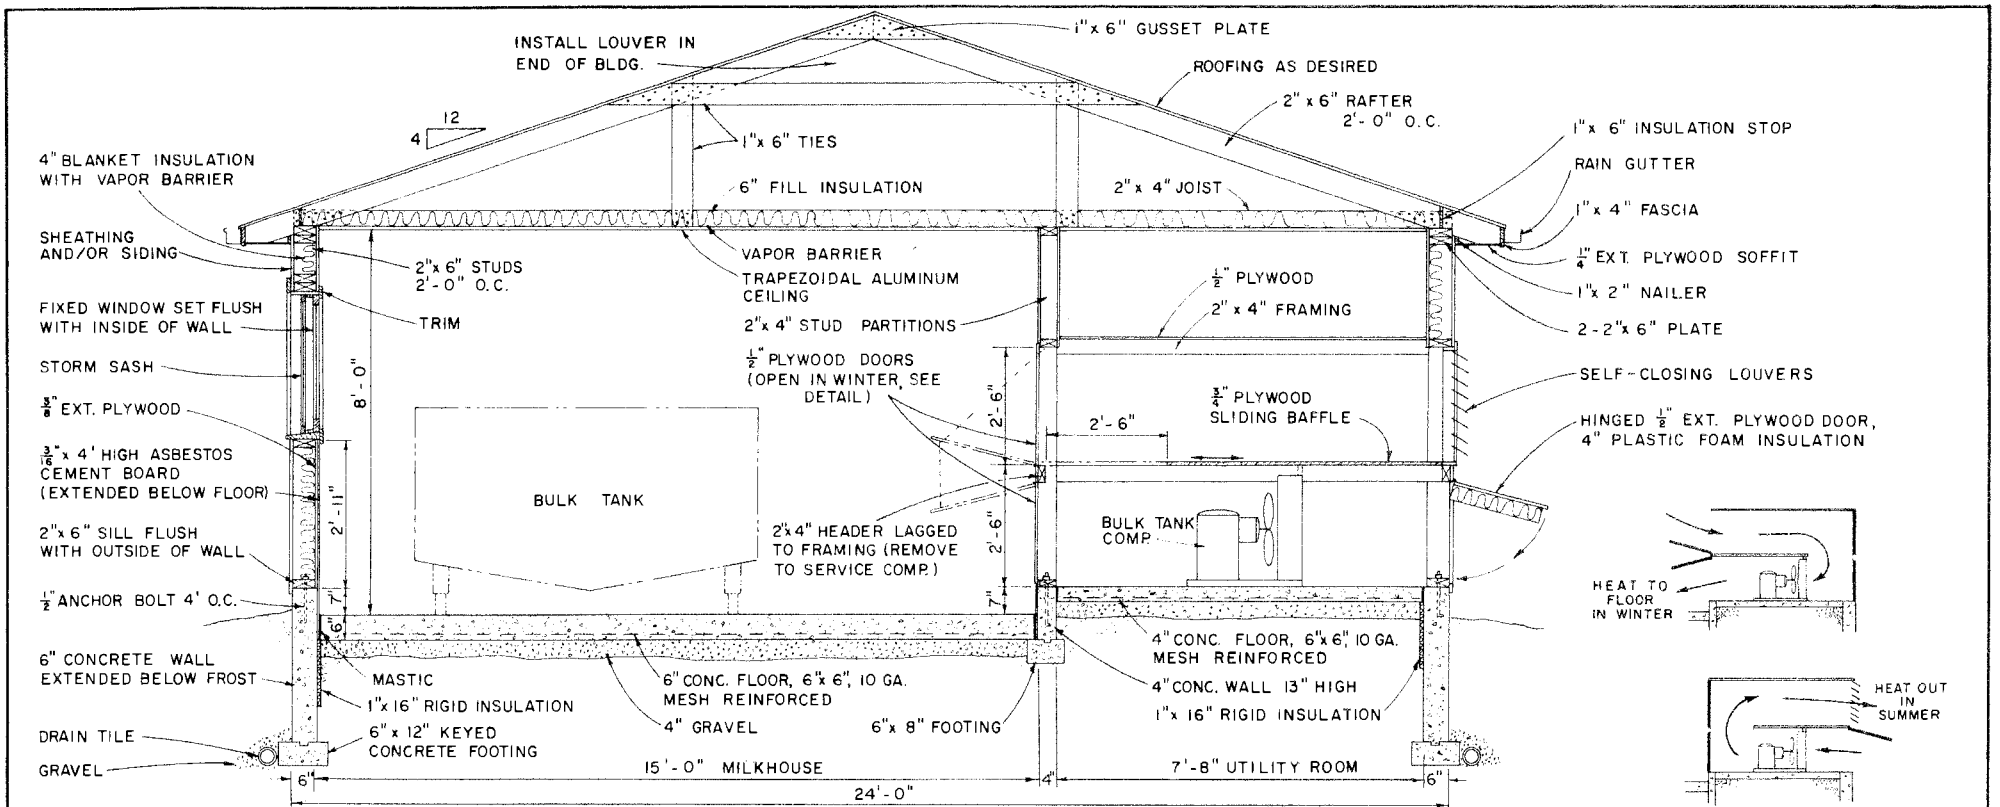 INSTALL LOUVER IN
END OF BLDG.
1" x 6" GUSSET PLATE
ROOFING AS DESIRED
2" x 6" RAFTER
2'-0" O.C.
12
4
1" x 6" TIES
1" x 6" INSULATION STOP
RAIN GUTTER
4" BLANKET INSULATION
WITH VAPOR BARRIER
6" FILL INSULATION
2" x 4" JOIST
1" x 4" FASCIA
SHEATHING
AND/OR SIDING
2" x 6" STUDS
2'-0" O.C.
VAPOR BARRIER
TRAPEZOIDAL ALUMINUM
CEILING
1/2" PLYWOOD
1/4" EXT. PLYWOOD SOFFIT
1" x 2" NAILER
FIXED WINDOW SET FLUSH
WITH INSIDE OF WALL
TRIM
2" x 4" STUD PARTITIONS
2" x 4" FRAMING
2-2" x 6" PLATE
STORM SASH
8'-0"
1/2" PLYWOOD DOORS
(OPEN IN WINTER, SEE
DETAIL)
2'-6"
3/4" PLYWOOD
SLIDING BAFFLE
SELF-CLOSING LOUVERS
3/8" EXT. PLYWOOD
2'-6"
HINGED 1/2" EXT. PLYWOOD DOOR,
4" PLASTIC FOAM INSULATION
3/16" x 4' HIGH ASBESTOS
CEMENT BOARD
(EXTENDED BELOW FLOOR)
2'-11"
BULK TANK
2" x 4" HEADER LAGGED
TO FRAMING (REMOVE
TO SERVICE COMP.)
2'-6"
BULK TANK
COMP.
2" x 6" SILL FLUSH
WITH OUTSIDE OF WALL
1/2" ANCHOR BOLT 4' O.C.
7"
6"
7"
HEAT TO
FLOOR
IN WINTER
6" CONCRETE WALL
EXTENDED BELOW FROST
MASTIC
1" x 16" RIGID INSULATION
6" x 12" KEYED
CONCRETE FOOTING
6" CONC. FLOOR, 6" x 6", 10 GA.
MESH REINFORCED
4" GRAVEL
6" x 8" FOOTING
4" CONC. FLOOR, 6" x 6", 10 GA.
MESH REINFORCED
4" CONC. WALL 13" HIGH
1" x 16" RIGID INSULATION
HEAT OUT
IN
SUMMER
DRAIN TILE
GRAVEL
6"
15'-0" MILKHOUSE
4"
7'-8" UTILITY ROOM
6"
24'-0"